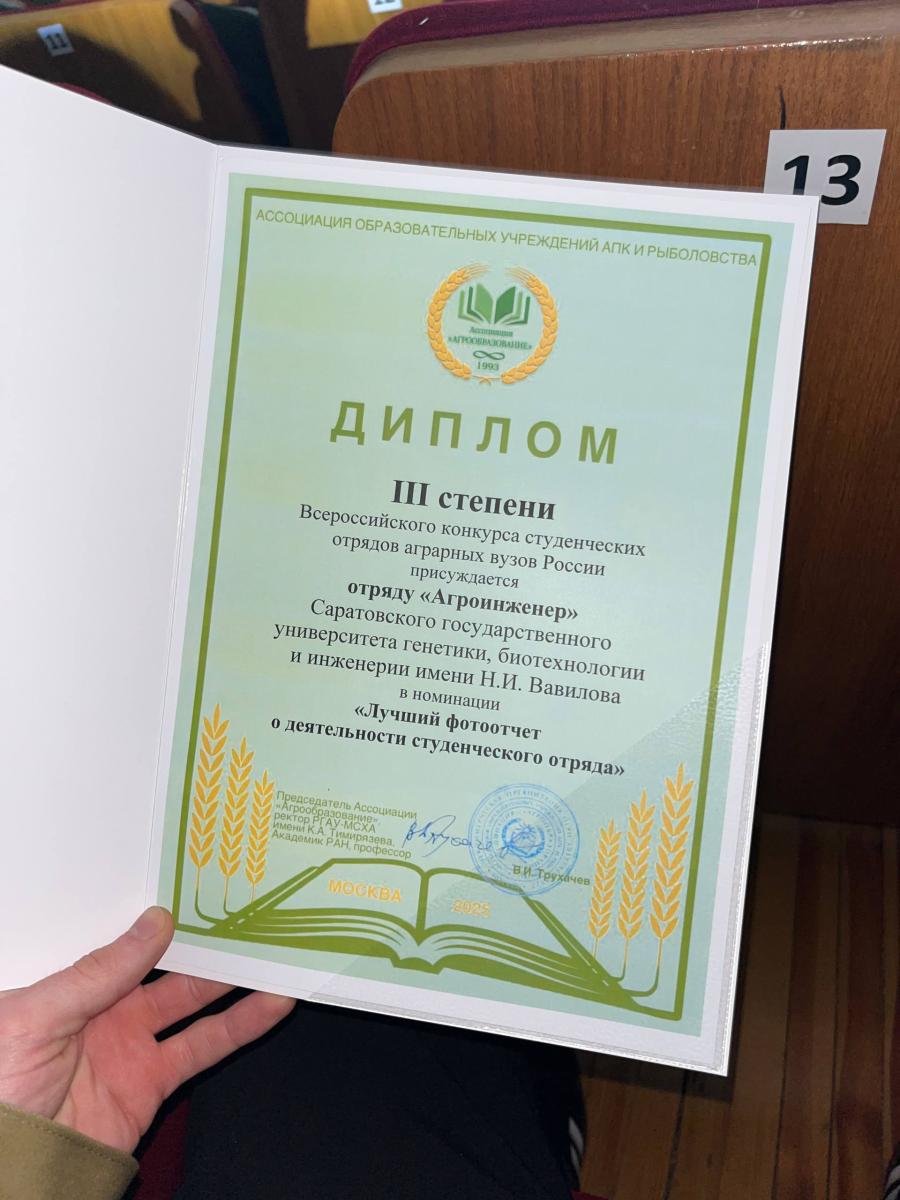 11
13
АССОЦИАЦИЯ ОБРАЗОВАТЕЛЬНЫХ УЧРЕЖДЕНИЙ АПК И РЫБОЛОВСТВА
Ассоциация
«АГРООБРАЗОВАНИЕ»
1993
ДИПЛОМ
III степени
Всероссийского конкурса студенческих
отрядов аграрных вузов России
присуждается
отряду «Агроинженер»
Саратовского государственного
университета генетики, биотехнологии
и инженерии имени Н.И. Вавилова
в номинации
«Лучший фотоотчет
о деятельности студенческого отряда»
Председатель Ассоциации
«Агрообразование»,
ректор РГАУ-МСХА
имени К.А. Тимирязева,
Академик РАН, профессор
В.И. Трухачев
МОСКВА
2025